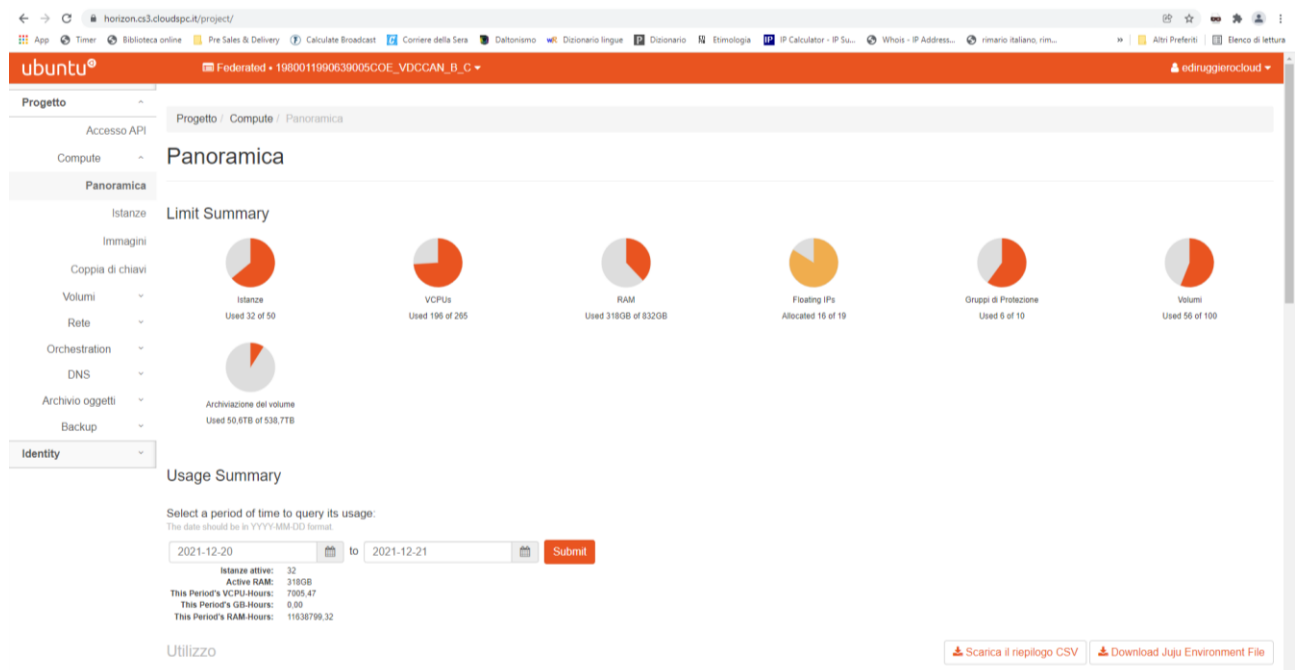 horizon.cs3.cloudspc.it/project/
App Timer Biblioteca online Pre Sales & Delivery Calculate Broadcast Corriere della Sera Daltonismo wR Dizionario lingue Dizionario Etimologia IP IP Calculator - IP Su... Whois - IP Address... rimario italiano, rim... » Altri Preferiti Elenco di lettura
ubuntu® Federated • 1980011990639005COE_VDCCAN_B_C ediruggierocloud
Progetto
Accesso API
Compute
Panoramica
Istanze
Immagini
Coppia di chiavi
Volumi
Rete
Orchestration
DNS
Archivio oggetti
Backup
Identity
Progetto / Compute / Panoramica
Panoramica
Limit Summary
Istanze
Used 32 of 50
VCPUs
Used 196 of 265
RAM
Used 318GB of 832GB
Floating IPs
Allocated 16 of 19
Gruppi di Protezione
Used 6 of 10
Volumi
Used 56 of 100
Archiviazione del volume
Used 50,6TB of 538,7TB
Usage Summary
Select a period of time to query its usage:
The date should be in YYYY-MM-DD format.
2021-12-20 to 2021-12-21 Submit
Istanze attive: 32
Active RAM: 318GB
This Period's VCPU-Hours: 7005,47
This Period's GB-Hours: 0,00
This Period's RAM-Hours: 11638799,32
Utilizzo
Scarica il riepilogo CSV Download Juju Environment File